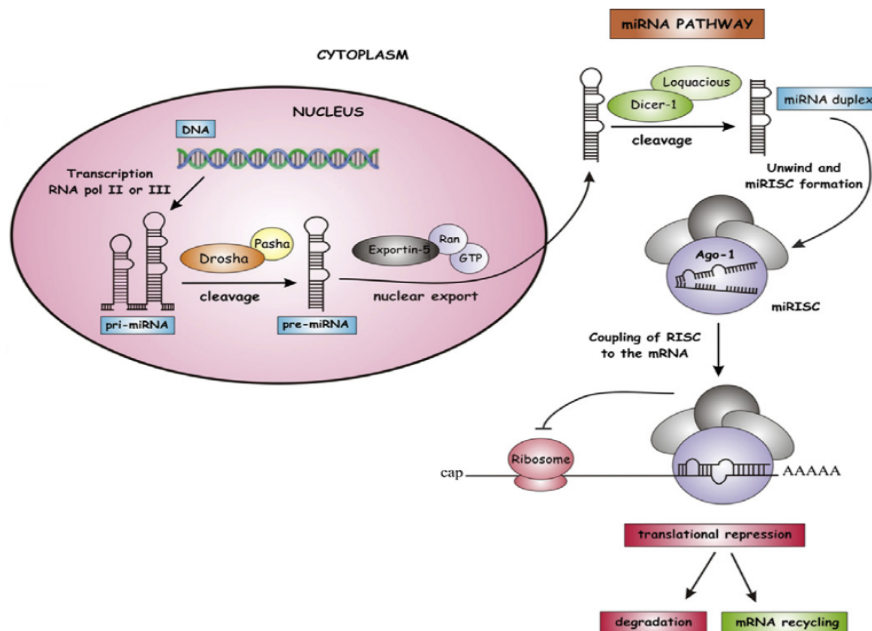 miRNA PATHWAY
CYTOPLASM
NUCLEUS
DNA
Transcription
RNA pol II or III
Drosha
Pasha
cleavage
pri-miRNA
pre-miRNA
Exportin-5
Ran
GTP
nuclear export
Loquacious
Dicer-1
cleavage
miRNA duplex
Unwind and
miRISC formation
Ago-1
miRISC
Coupling of RISC
to the mRNA
Ribosome
cap
AAAAA
translational repression
degradation
mRNA recycling